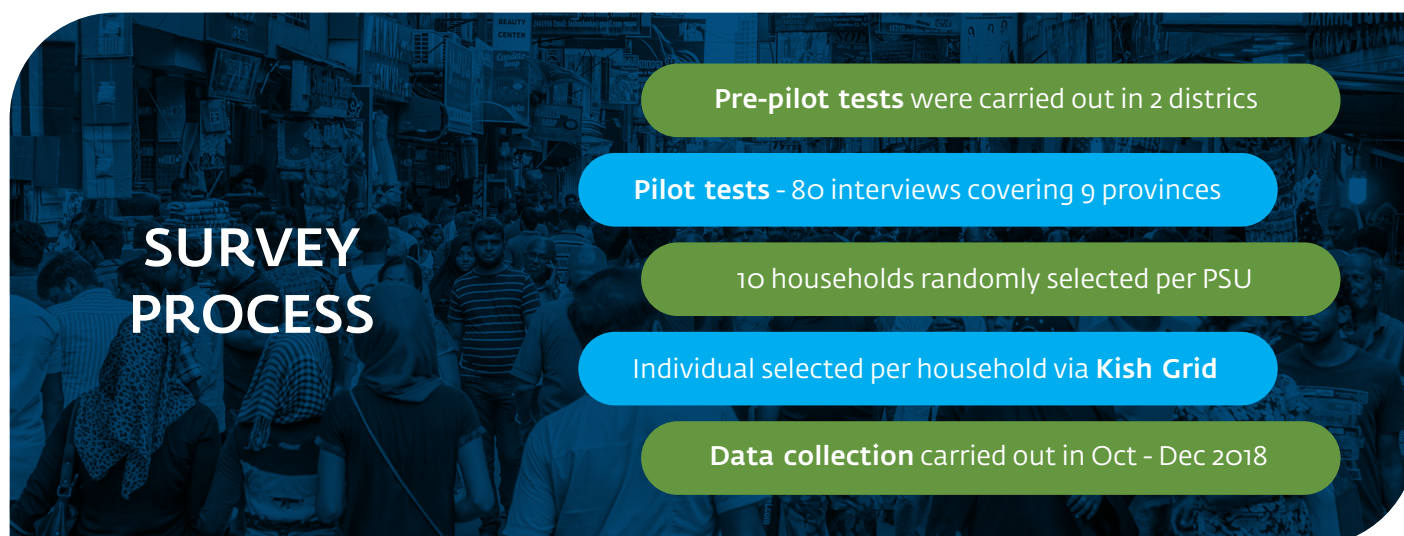 BEAUTY
CENTER
SURVEY
PROCESS
Pre-pilot tests were carried out in 2 districs
Pilot tests - 80 interviews covering 9 provinces
10 households randomly selected per PSU
Individual selected per household via Kish Grid
Data collection carried out in Oct - Dec 2018